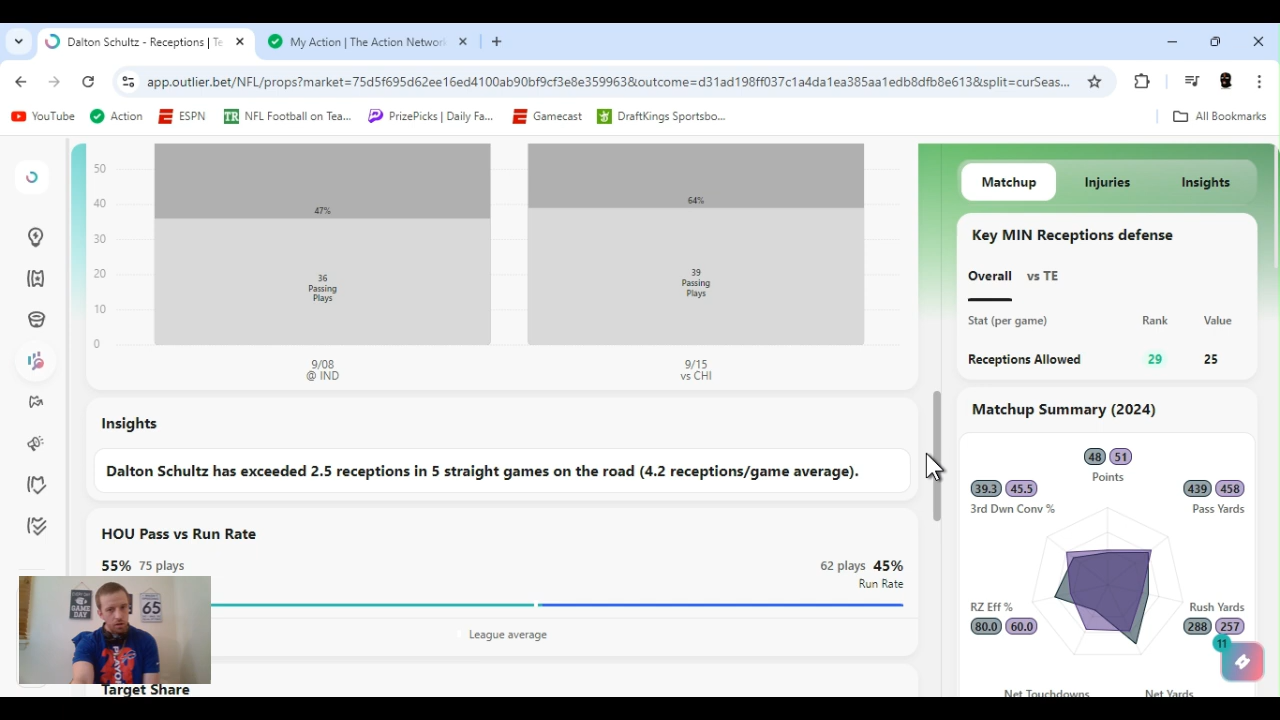 Dalton Schultz - Receptions | Te
My Action | The Action Networ
app.outlier.bet/NFL/props?market=75d5f695d62ee16ed4100ab90bf9cf3e8e359963&outcome=d31ad198ff037c1a4da1ea385aa1edb8dfb8e613&split=curSeas...
YouTube
Action
ESPN
NFL Football on Tea...
PrizePicks | Daily Fa...
Gamecast
DraftKings Sportsbo...
All Bookmarks
50
40
30
20
10
0
47%
36
Passing
Plays
64%
39
Passing
Plays
9/08
@ IND
9/15
vs CHI
Insights
Dalton Schultz has exceeded 2.5 receptions in 5 straight games on the road (4.2 receptions/game average).
HOU Pass vs Run Rate
55% 75 plays
62 plays 45%
Run Rate
League average
Target Share
GAME
DAY
65
Matchup
Injuries
Insights
Key MIN Receptions defense
Overall vs TE
Stat (per game) Rank Value
Receptions Allowed 29 25
Matchup Summary (2024)
48 51
Points
39.3 45.5
3rd Dwn Conv %
439 458
Pass Yards
RZ Eff %
80.0 60.0
Rush Yards
288 257
11
Net Touchdowns
Net Yards